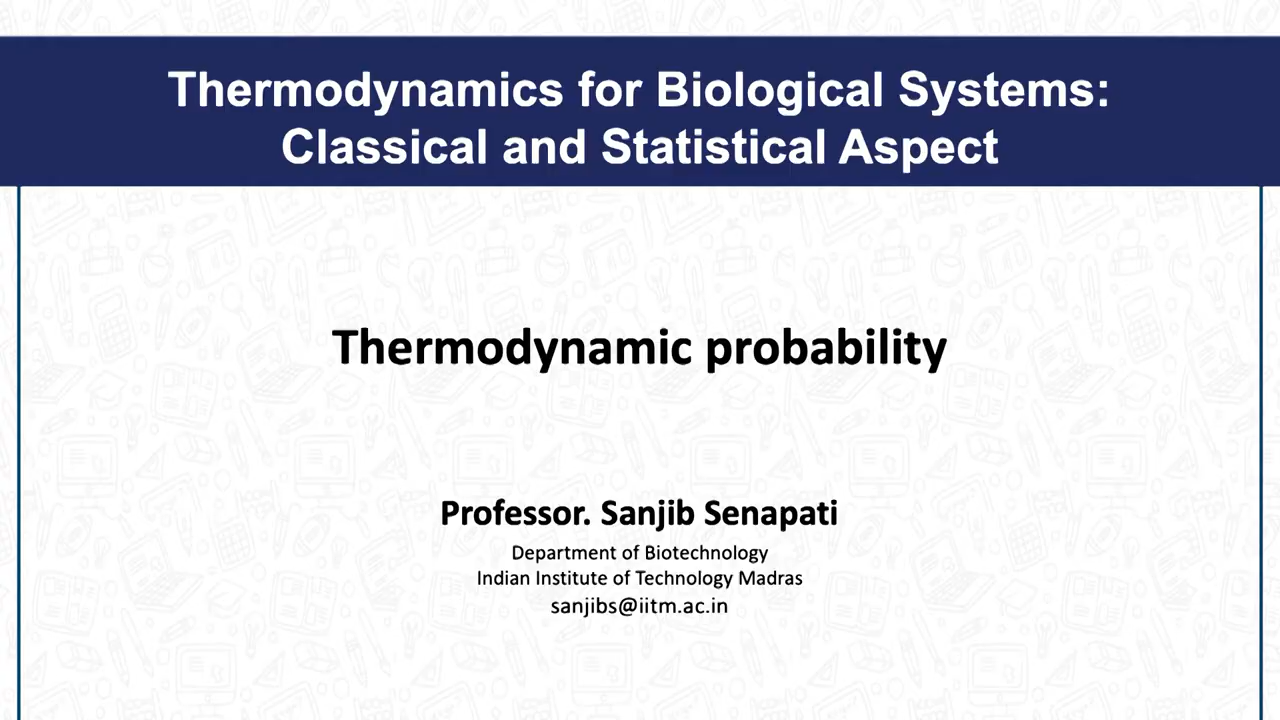 Thermodynamics for Biological Systems:
Classical and Statistical Aspect
Thermodynamic probability
Professor. Sanjib Senapati
Department of Biotechnology
Indian Institute of Technology Madras
sanjibs@iitm.ac.in